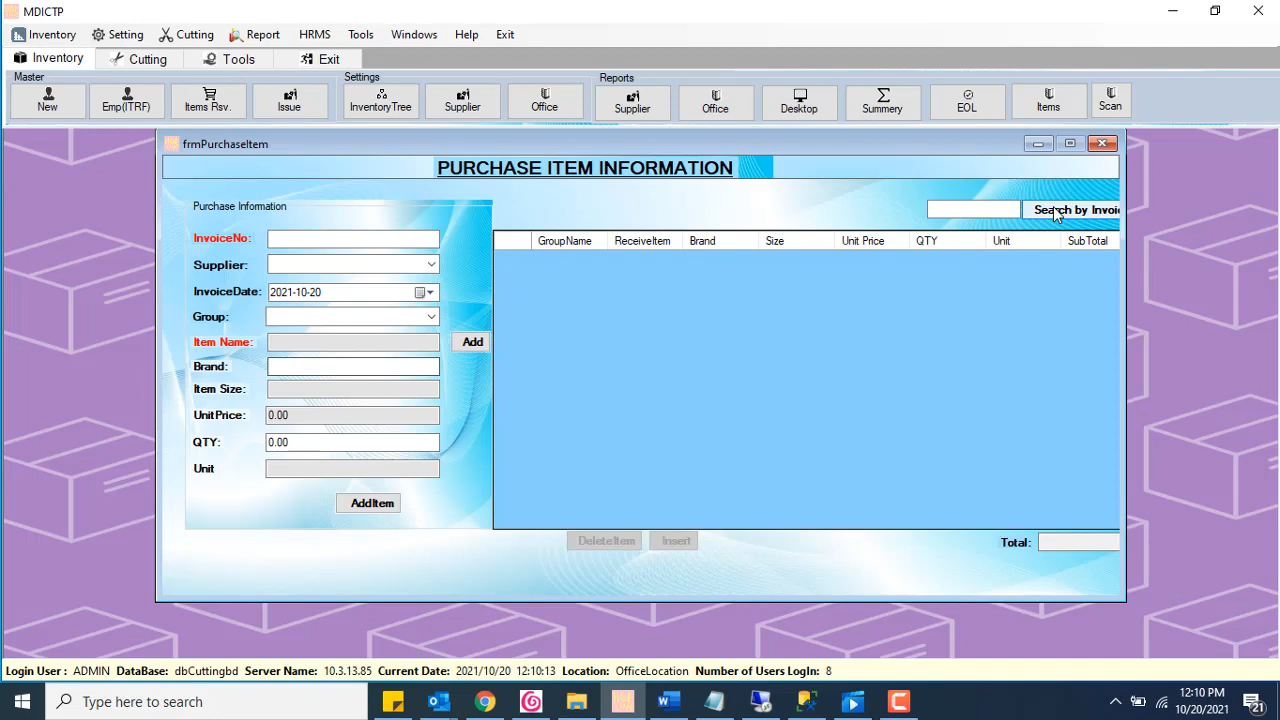 MDICTP
Inventory Setting Cutting Report HRMS Tools Windows Help Exit
Inventory Cutting Tools Exit
Master Settings Reports
New Emp(ITRF) Items Rsv. Issue InventoryTree Supplier Office Supplier Office Desktop Summery EOL Items Scan
frmPurchaseItem
PURCHASE ITEM INFORMATION
Purchase Information
Search by Invoic
InvoiceNo:
GroupName ReceiveItem Brand Size Unit Price QTY Unit SubTotal
Supplier:
InvoiceDate: 2021-10-20
Group:
Item Name: Add
Brand:
Item Size:
UnitPrice: 0.00
QTY: 0.00
Unit
AddItem
DeleteItem Insert Total:
Login User : ADMIN DataBase: dbCuttingbd Server Name: 10.3.13.85 Current Date: 2021/10/20 12:10:13 Location: OfficeLocation Number of Users LogIn: 8
Type here to search
12:10 PM
10/20/2021
21